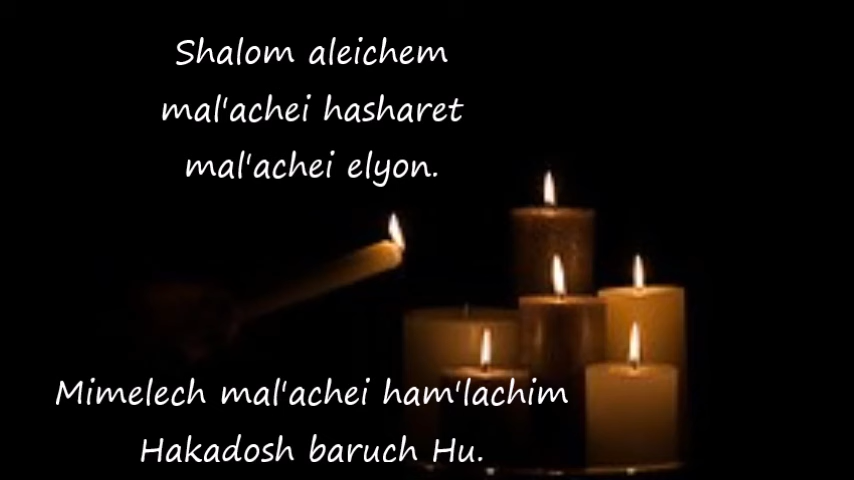 Shalom aleichem
mal'achei hasharet
mal'achei elyon.
Mimelech mal'achei ham'lachim
Hakadosh baruch Hu.